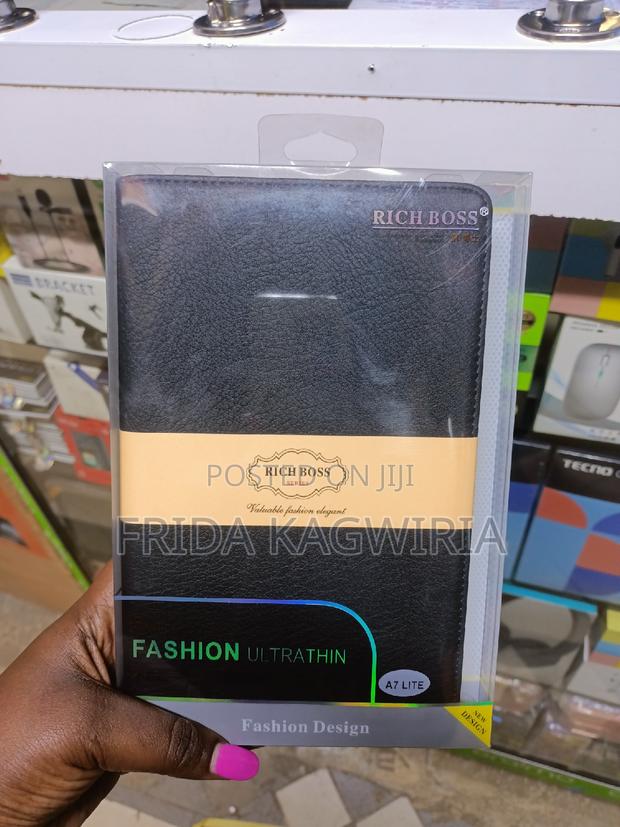 RICH BOSS®
BRACKET
TECNO
POSTED ON JIJI
RICH BOSS
SERIES
Valuable fashion elegant
FRIDA KAGWIRIA
FASHION ULTRATHIN
A7 LITE
NEW
DESIGN
Fashion Design